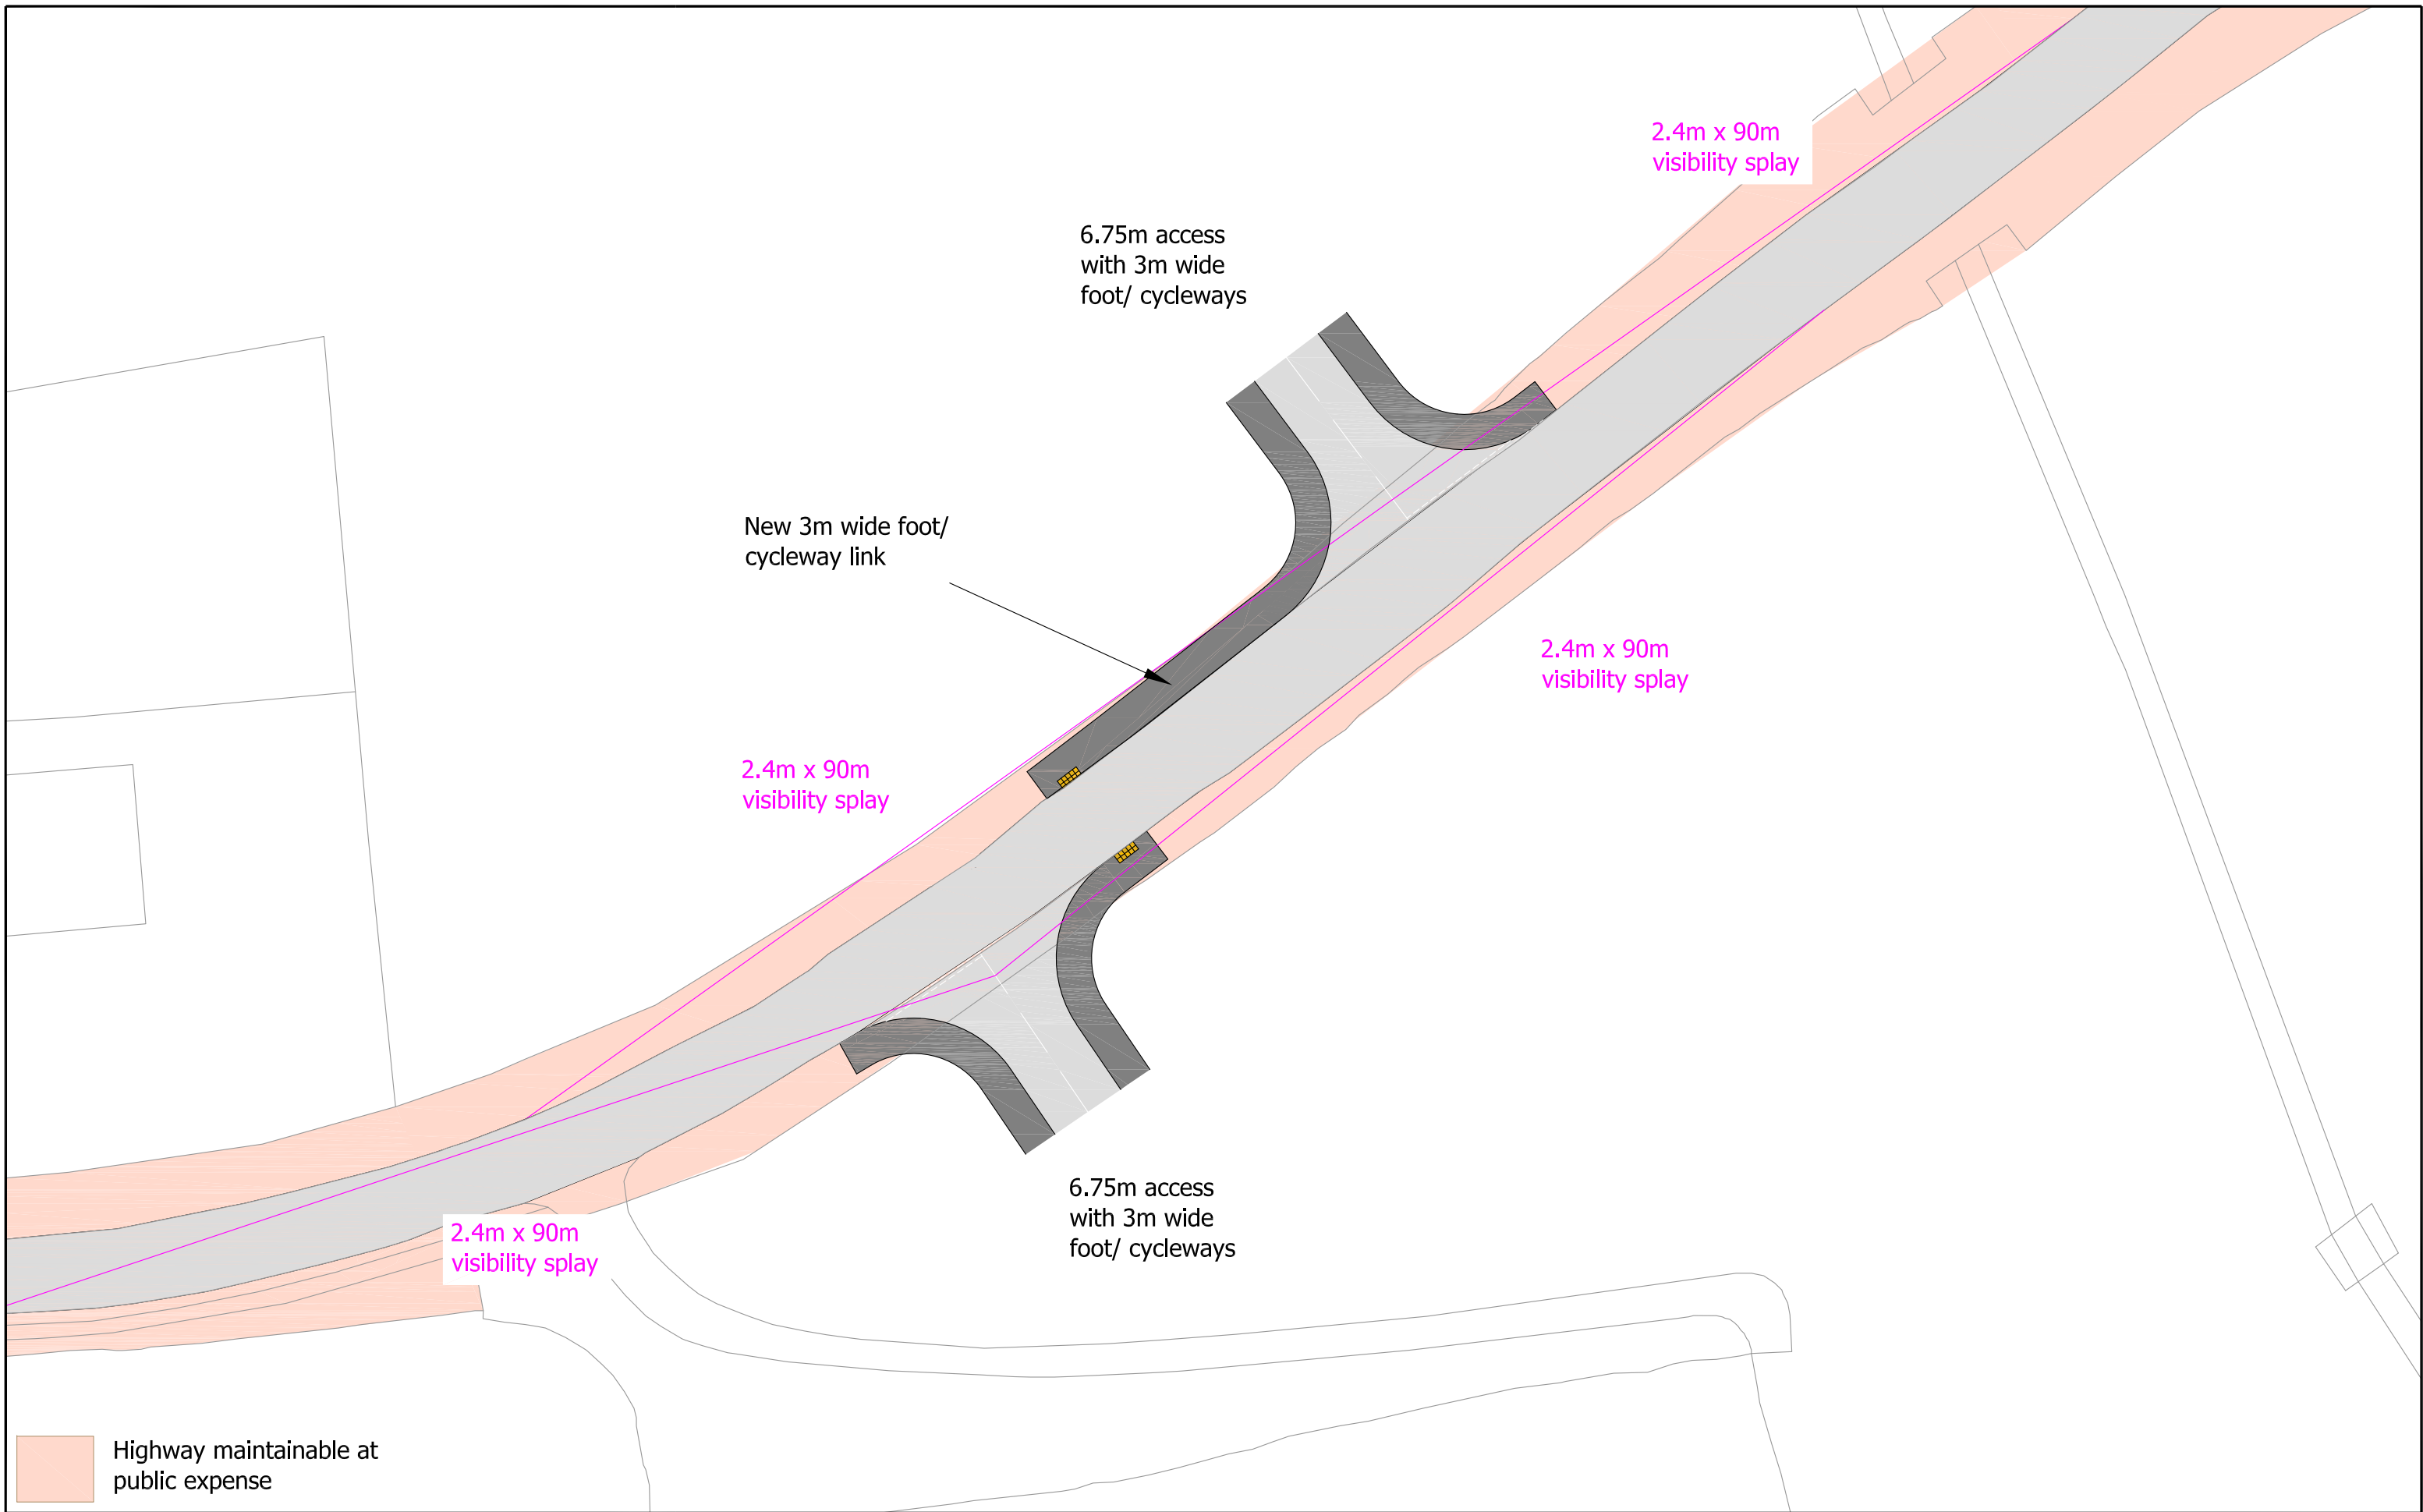 2.4m x 90m
visibility splay
6.75m access
with 3m wide
foot/ cycleways
New 3m wide foot/
cycleway link
2.4m x 90m
visibility splay
2.4m x 90m
visibility splay
6.75m access
with 3m wide
foot/ cycleways
2.4m x 90m
visibility splay
Highway maintainable at
public expense